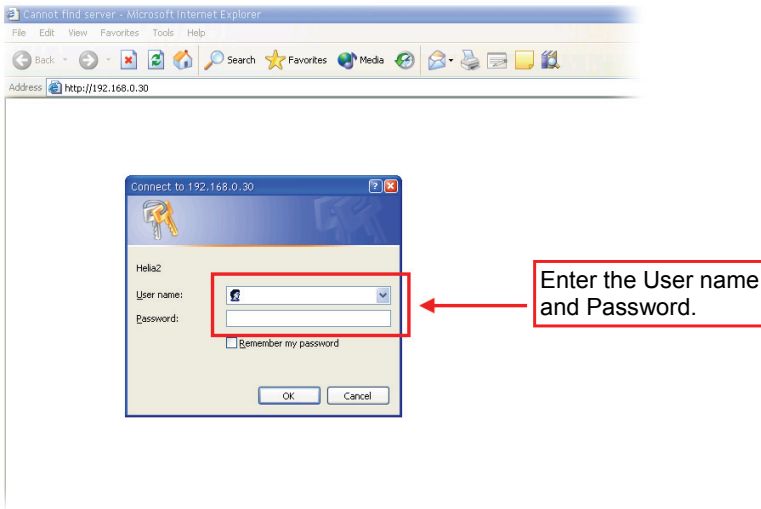 Cannot find server - Microsoft Internet Explorer
File Edit View Favorites Tools Help
Back Search Favorites Media
Address http://192.168.0.30
Connect to 192.168.0.30
Helia2
User name:
Password:
Remember my password
OK Cancel
Enter the User name
and Password.